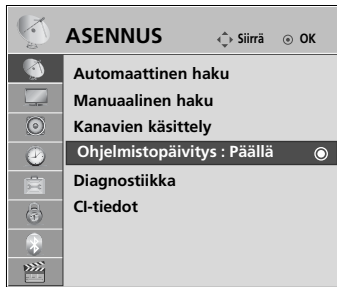 ASENNUS Siirrä OK
Automaattinen haku
Manuaalinen haku
Kanavien käsittely
Ohjelmistopäivitys : Päällä
Diagnostiikka
CI-tiedot